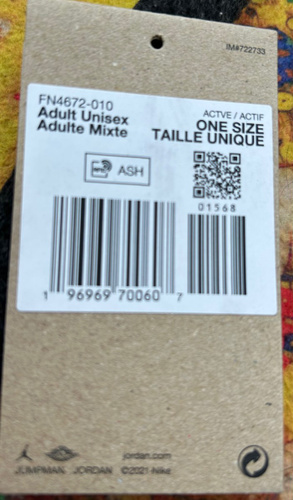 IM#722733
FN4672-010
Adult Unisex
Adulte Mixte
ACTVE / ACTIF
ONE SIZE
TAILLE UNIQUE
ASH
01568
1 96969 70060 7
jordan.com
JUMPMAN JORDAN ©2021 Nike